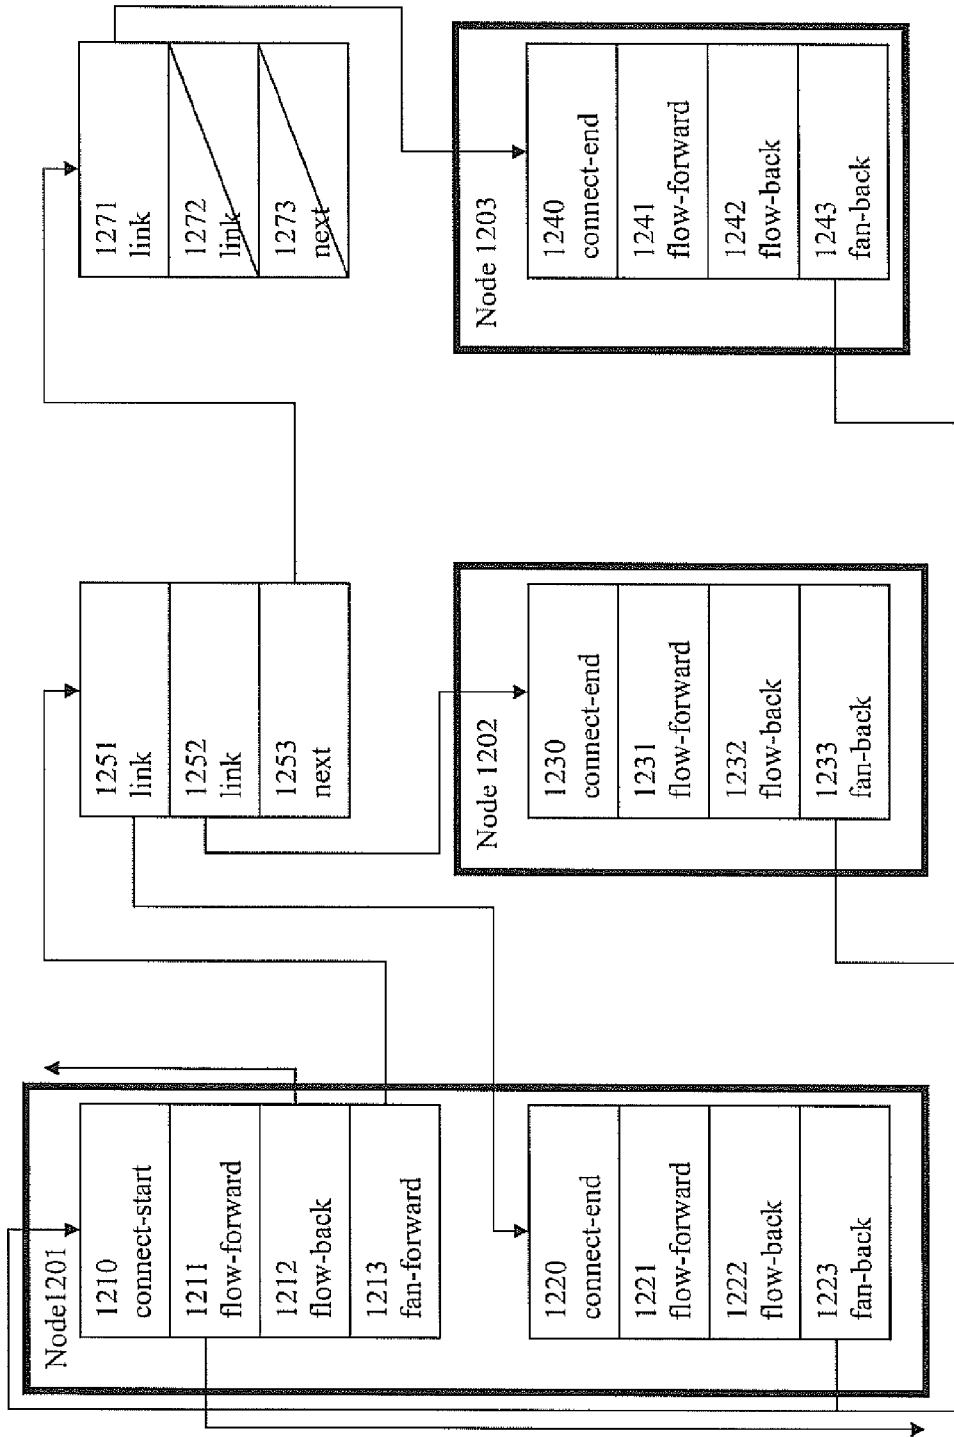 Node1201
1210
connect-start
1211
flow-forward
1212
flow-back
1213
fan-forward
1220
connect-end
1221
flow-forward
1222
flow-back
1223
fan-back
1251
link
1252
link
1253
next
Node 1202
1230
connect-end
1231
flow-forward
1232
flow-back
1233
fan-back
1271
link
1272
link
1273
next
Node 1203
1240
connect-end
1241
flow-forward
1242
flow-back
1243
fan-back